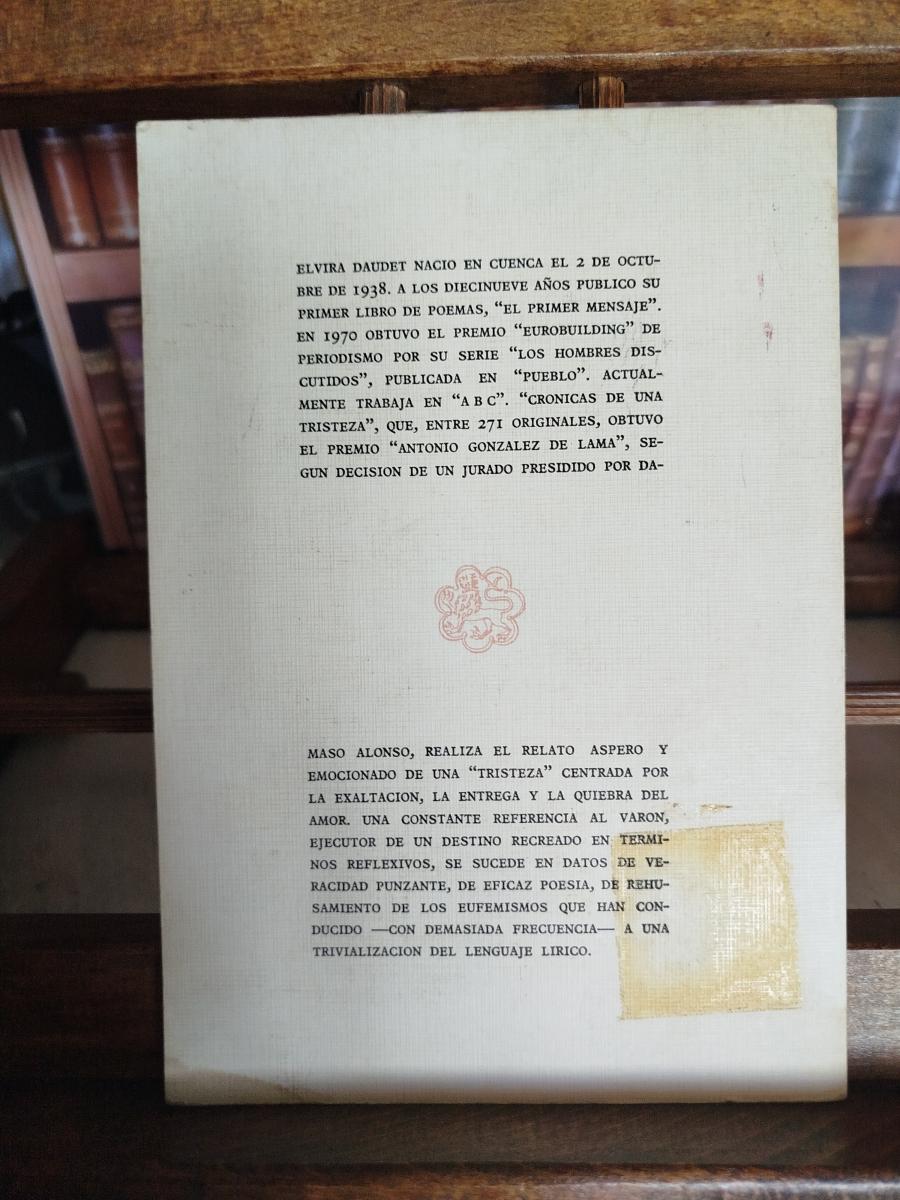 ELVIRA DAUDET NACIO EN CUENCA EL 2 DE OCTU-
BRE DE 1938. A LOS DIECINUEVE AÑOS PUBLICO SU
PRIMER LIBRO DE POEMAS, “EL PRIMER MENSAJE”.
EN 1970 OBTUVO EL PREMIO “EUROBUILDING” DE
PERIODISMO POR SU SERIE “LOS HOMBRES DIS-
CUTIDOS”, PUBLICADA EN “PUEBLO”. ACTUAL-
MENTE TRABAJA EN “A B C”. “CRONICAS DE UNA
TRISTEZA”, QUE, ENTRE 271 ORIGINALES, OBTUVO
EL PREMIO “ANTONIO GONZALEZ DE LAMA”, SE-
GUN DECISION DE UN JURADO PRESIDIDO POR DA-
MASO ALONSO, REALIZA EL RELATO ASPERO Y
EMOCIONADO DE UNA “TRISTEZA” CENTRADA POR
LA EXALTACION, LA ENTREGA Y LA QUIEBRA DEL
AMOR. UNA CONSTANTE REFERENCIA AL VARON,
EJECUTOR DE UN DESTINO RECREADO EN TERMI-
NOS REFLEXIVOS, SE SUCEDE EN DATOS DE VE-
RACIDAD PUNZANTE, DE EFICAZ POESIA, DE REHU-
SAMIENTO DE LOS EUFEMISMOS QUE HAN CON-
DUCIDO —CON DEMASIADA FRECUENCIA— A UNA
TRIVIALIZACION DEL LENGUAJE LIRICO.